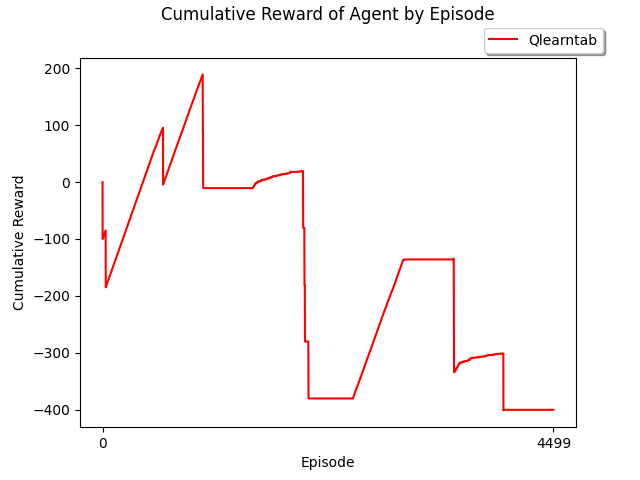 Cumulative Reward of Agent by Episode
Qlearntab
200
100
0
−100
−200
−300
−400
Cumulative Reward
0
4499
Episode